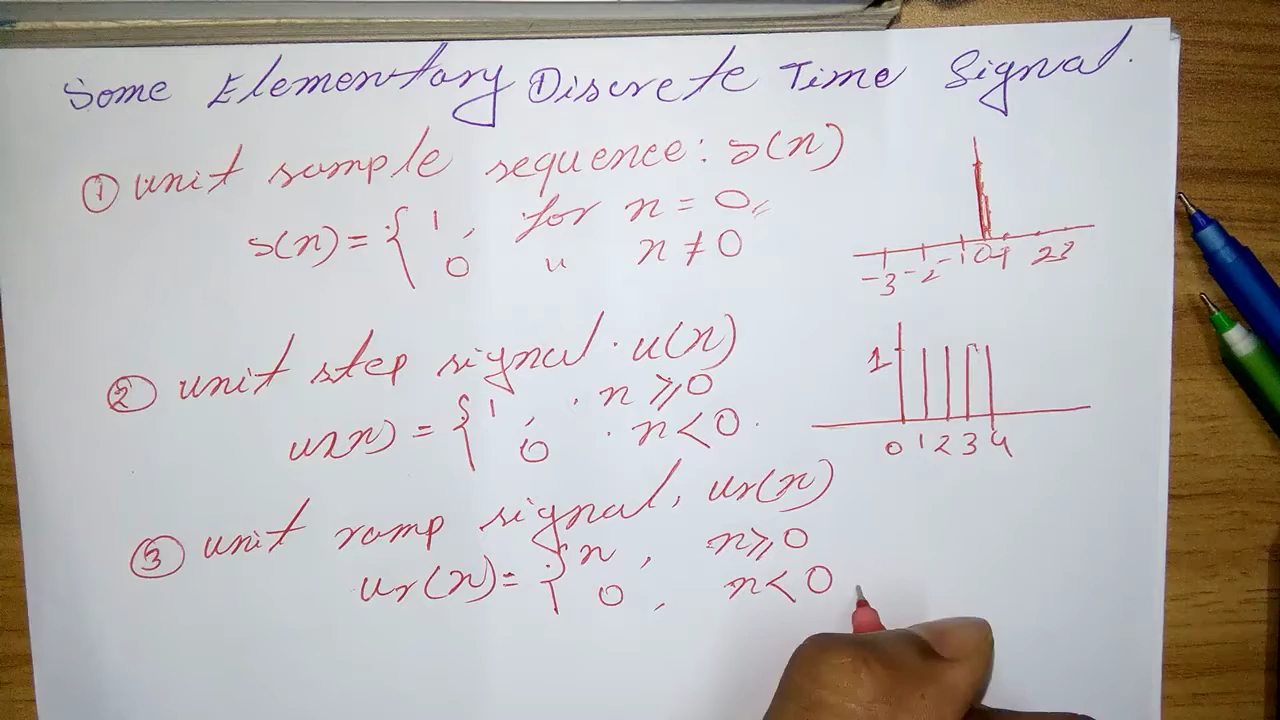 Some Elementary Discrete Time Signal.
① unit sample sequence: δ(n)
δ(n) = { 1, for n = 0,
0 " n ≠ 0
-3 -2 -1 0 1 2 3
② unit step signal. u(n)
u(n) = { 1, n ≥ 0
0 n < 0.
1
0 1 2 3 4
③ unit ramp signal, ur(n)
ur(n) = { n, n ≥ 0
0, n < 0